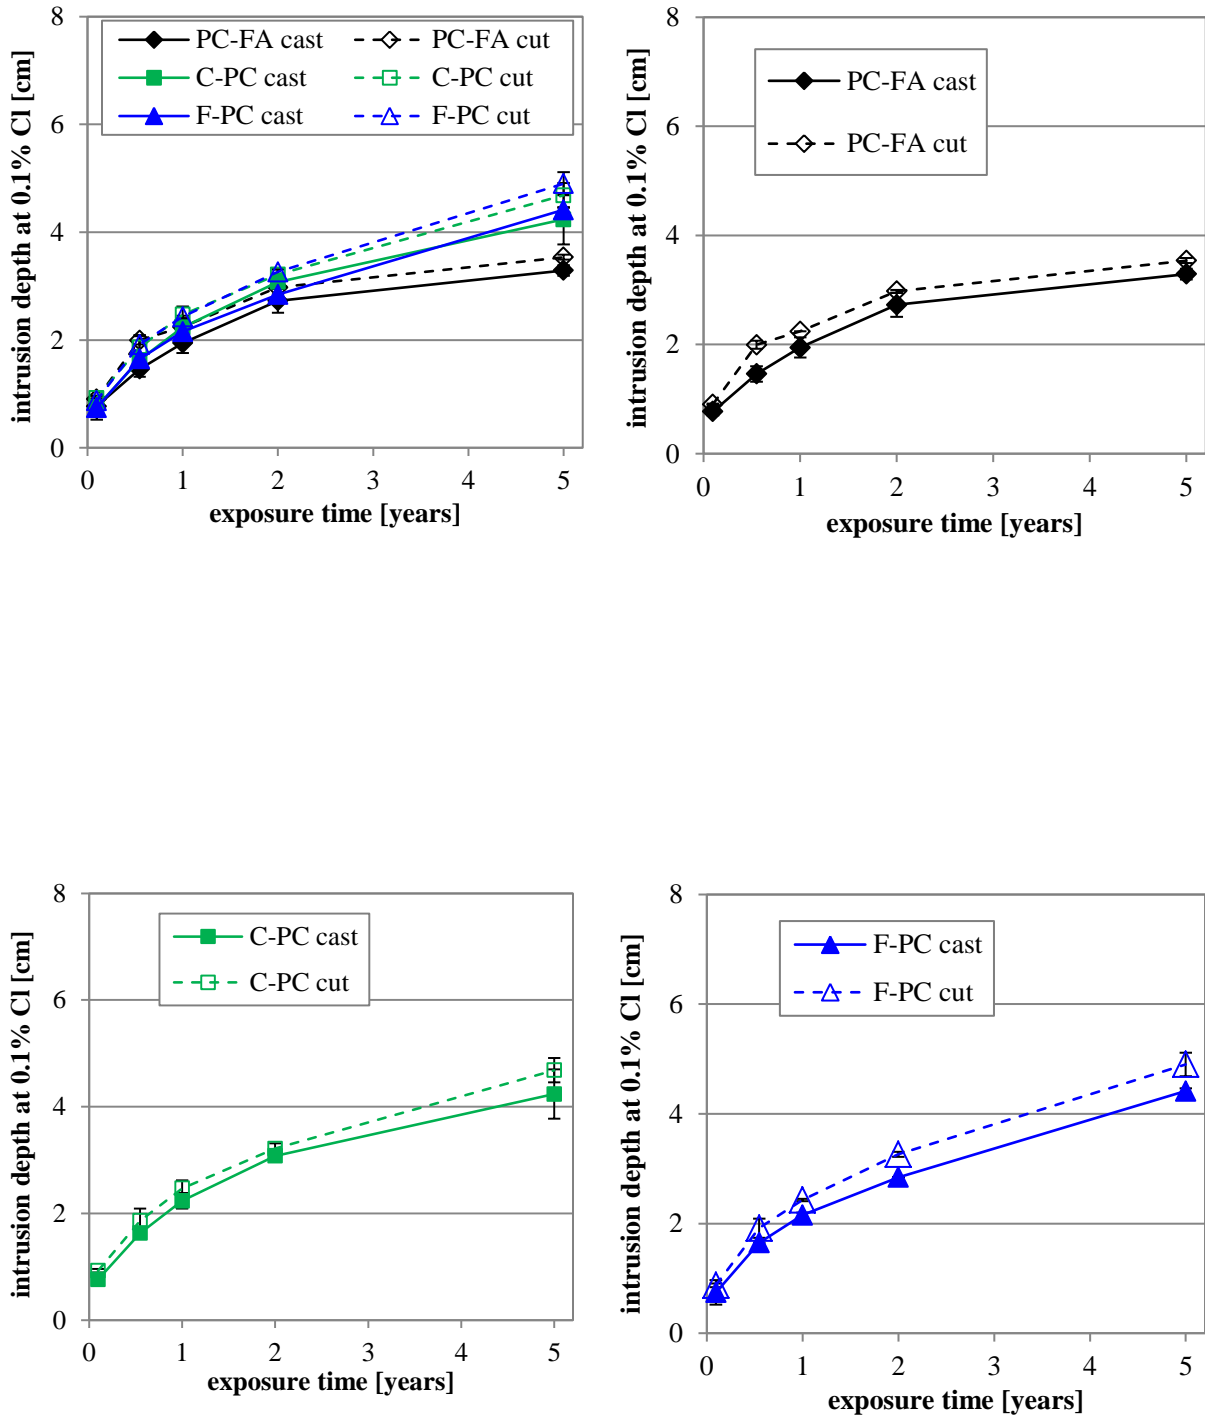 8
6
4
2
0
0 1 2 3 4 5
intrusion depth at 0.1% Cl [cm]
exposure time [years]
PC-FA cast PC-FA cut
C-PC cast C-PC cut
F-PC cast F-PC cut
8
6
4
2
0
0 1 2 3 4 5
intrusion depth at 0.1% Cl [cm]
exposure time [years]
PC-FA cast
PC-FA cut
8
6
4
2
0
0 1 2 3 4 5
intrusion depth at 0.1% Cl [cm]
exposure time [years]
C-PC cast
C-PC cut
8
6
4
2
0
0 1 2 3 4 5
intrusion depth at 0.1% Cl [cm]
exposure time [years]
F-PC cast
F-PC cut